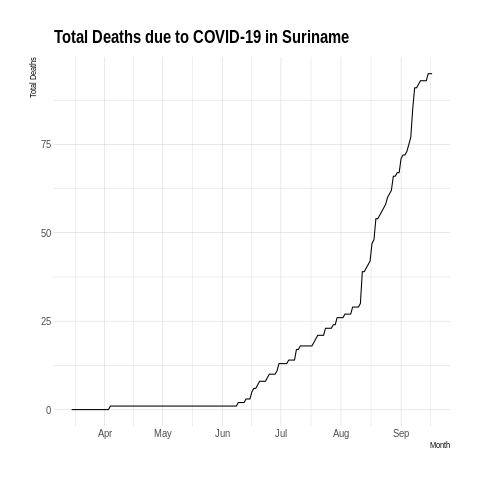 Total Deaths due to COVID-19 in Suriname
Total Deaths
75
50
25
0
Apr May Jun Jul Aug Sep
Month